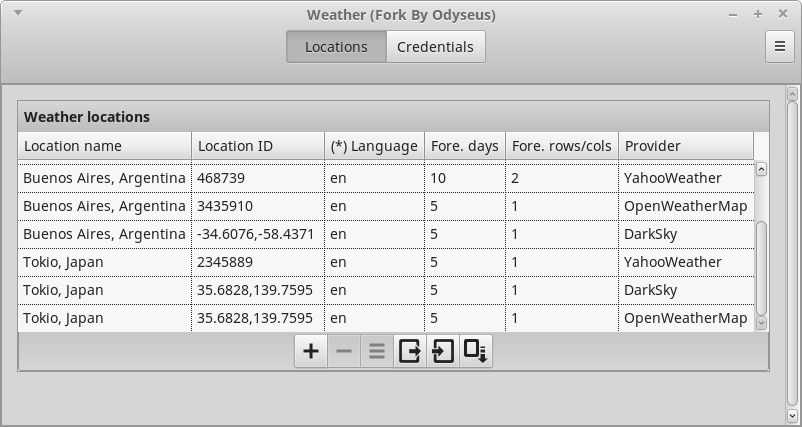 Weather (Fork By Odyseus)
Locations Credentials
Weather locations
Location name Location ID (*) Language Fore. days Fore. rows/cols Provider
Buenos Aires, Argentina 468739 en 10 2 YahooWeather
Buenos Aires, Argentina 3435910 en 5 1 OpenWeatherMap
Buenos Aires, Argentina -34.6076,-58.4371 en 5 1 DarkSky
Tokio, Japan 2345889 en 5 1 YahooWeather
Tokio, Japan 35.6828,139.7595 en 5 1 DarkSky
Tokio, Japan 35.6828,139.7595 en 5 1 OpenWeatherMap